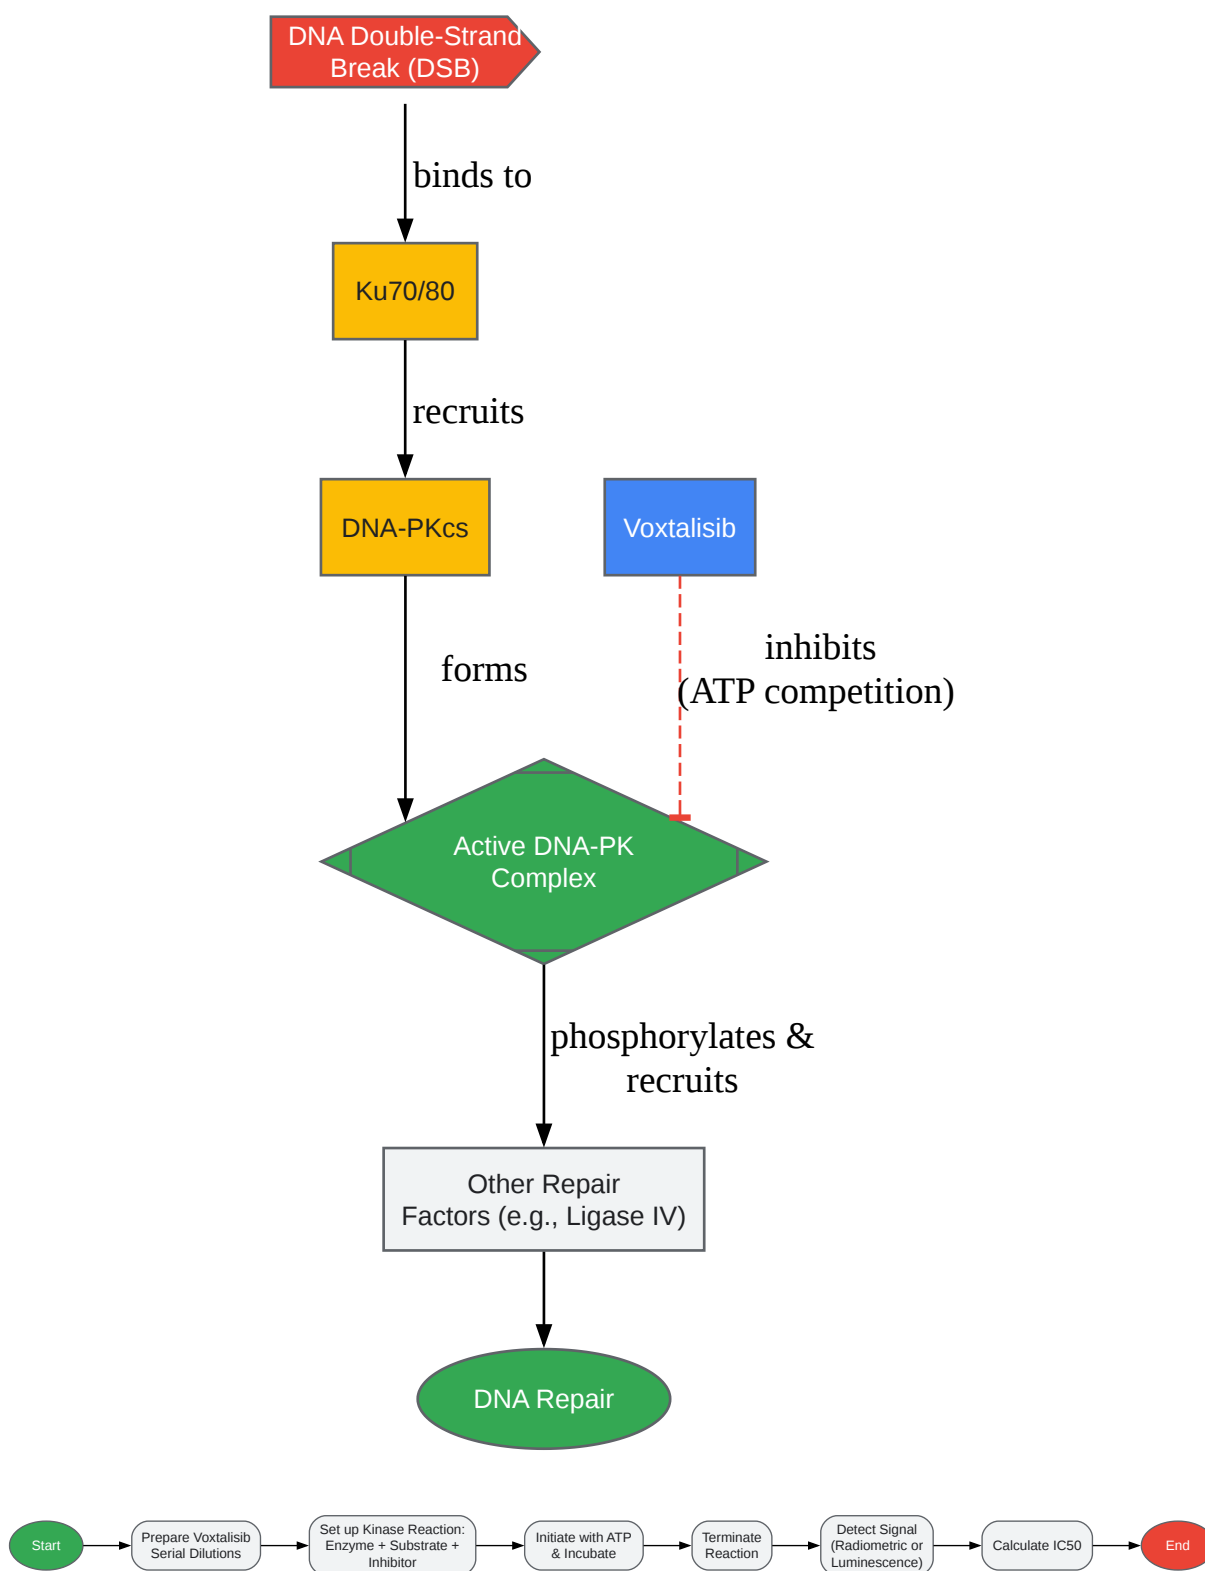 DNA Double-Strand
Break (DSB)
binds to
Ku70/80
recruits
DNA-PKcs
Voxtalisib
forms
inhibits
(ATP competition)
Active DNA-PK
Complex
phosphorylates &
recruits
Other Repair
Factors (e.g., Ligase IV)
DNA Repair
Start
Prepare Voxtalisib
Serial Dilutions
Set up Kinase Reaction:
Enzyme + Substrate +
Inhibitor
Initiate with ATP
& Incubate
Terminate
Reaction
Detect Signal
(Radiometric or
Luminescence)
Calculate IC50
End